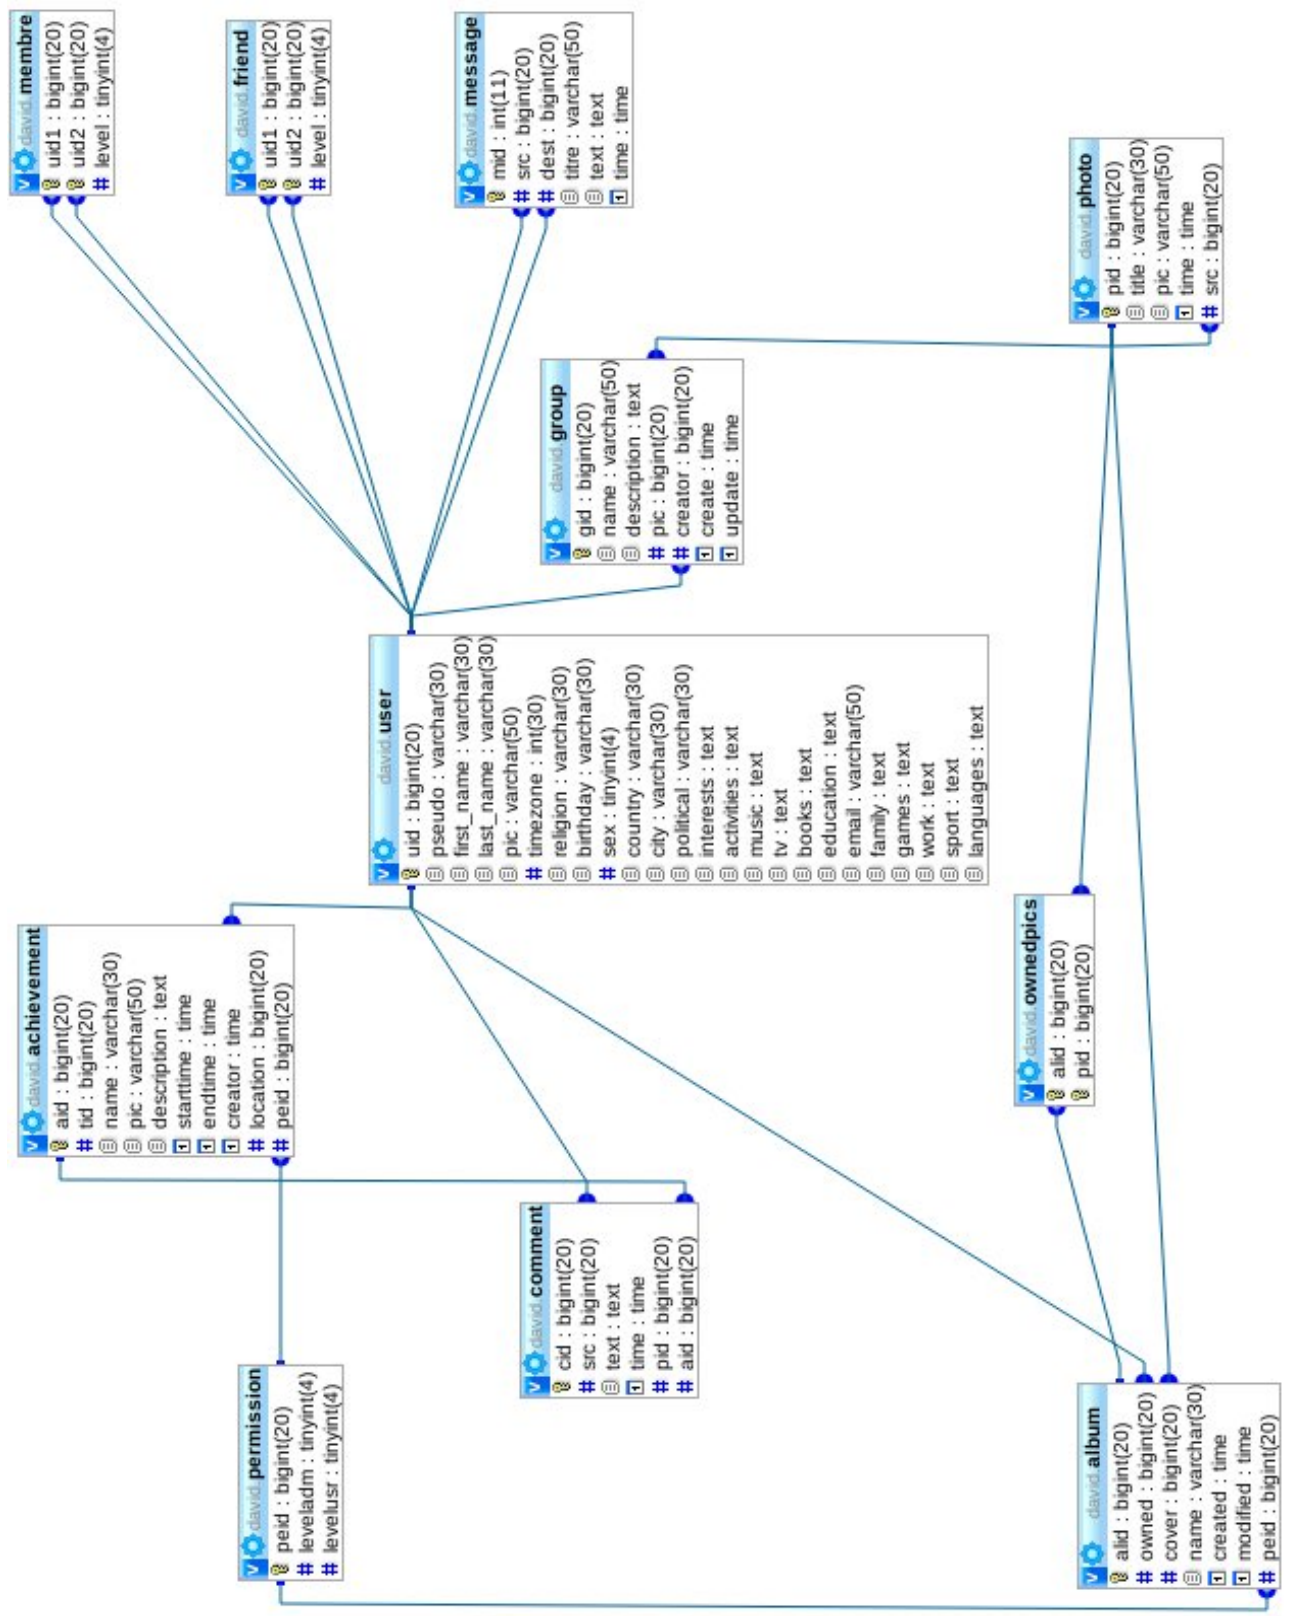 david.membre
uid1 : bigint(20)
uid2 : bigint(20)
level : tinyint(4)
david.friend
uid1 : bigint(20)
uid2 : bigint(20)
level : tinyint(4)
david.message
mid : int(11)
src : bigint(20)
dest : bigint(20)
titre : varchar(50)
text : text
time : time
david.group
gid : bigint(20)
name : varchar(50)
description : text
pic : bigint(20)
creator : bigint(20)
create : time
update : time
david.photo
pid : bigint(20)
title : varchar(30)
pic : varchar(50)
time : time
src : bigint(20)
david.user
uid : bigint(20)
pseudo : varchar(30)
first_name : varchar(30)
last_name : varchar(30)
pic : varchar(50)
timezone : int(30)
religion : varchar(30)
birthday : varchar(30)
sex : tinyint(4)
country : varchar(30)
city : varchar(30)
political : varchar(30)
interests : text
activities : text
music : text
tv : text
books : text
education : text
email : varchar(50)
family : text
games : text
work : text
sport : text
languages : text
david.achievement
aid : bigint(20)
tid : bigint(20)
name : varchar(30)
pic : varchar(50)
description : text
starttime : time
endtime : time
creator : time
location : bigint(20)
peid : bigint(20)
david.ownedpics
alid : bigint(20)
pid : bigint(20)
david.comment
cid : bigint(20)
src : bigint(20)
text : text
time : time
pid : bigint(20)
aid : bigint(20)
david.permission
peid : bigint(20)
leveladm : tinyint(4)
levelusr : tinyint(4)
david.album
alid : bigint(20)
owned : bigint(20)
cover : bigint(20)
name : varchar(30)
created : time
modified : time
peid : bigint(20)